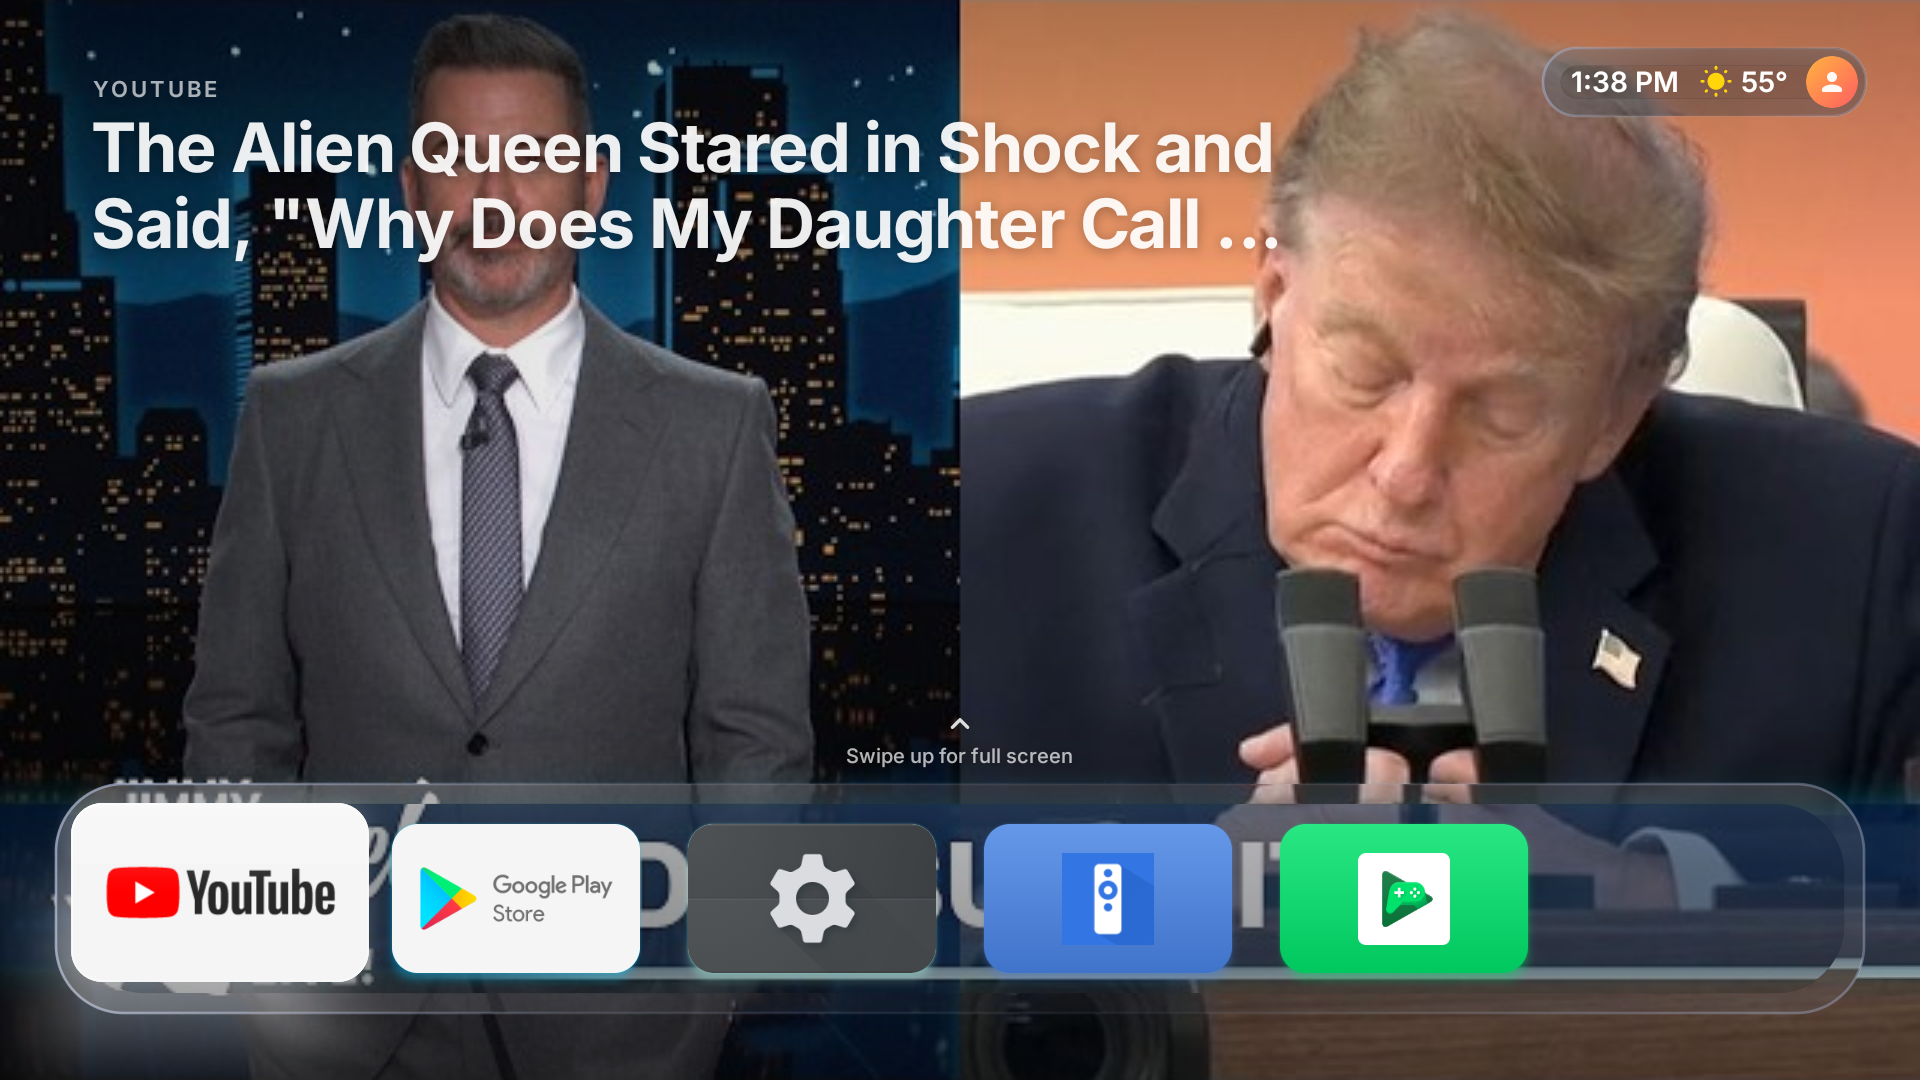 YOUTUBE
The Alien Queen Stared in Shock and
Said, "Why Does My Daughter Call ...
1:38 PM 55°
Swipe up for full screen
JIMMY
YouTube
Google Play
Store